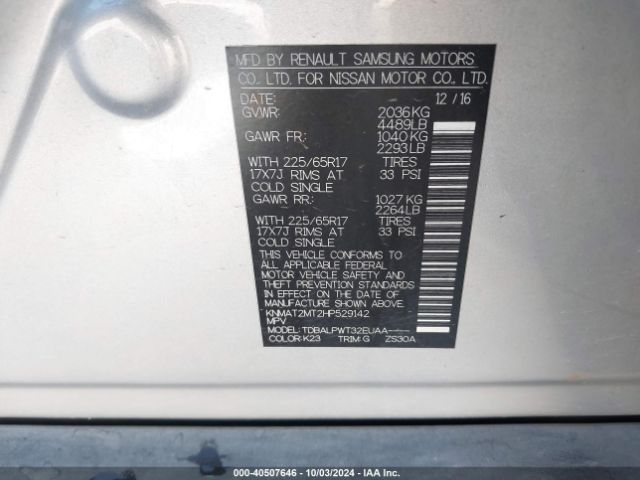 MFD BY RENAULT SAMSUNG MOTORS
CO., LTD. FOR NISSAN MOTOR CO., LTD.
DATE: 12 / 16
GVWR: 2036KG
4489LB
GAWR FR: 1040KG
2293LB
WITH 225/65R17 TIRES
17X7J RIMS AT 33 PSI
COLD SINGLE
GAWR RR: 1027KG
2264LB
WITH 225/65R17 TIRES
17X7J RIMS AT 33 PSI
COLD SINGLE
THIS VEHICLE CONFORMS TO
ALL APPLICABLE FEDERAL
MOTOR VEHICLE SAFETY AND
THEFT PREVENTION STANDARDS
IN EFFECT ON THE DATE OF
MANUFACTURE SHOWN ABOVE.
KNMAT2MT2HP529142
MPV
MODEL: TDBALPWT32EUAA-----
COLOR:K23 TRIM:G ZS30A
000-40507646 - 10/03/2024 - IAA Inc.